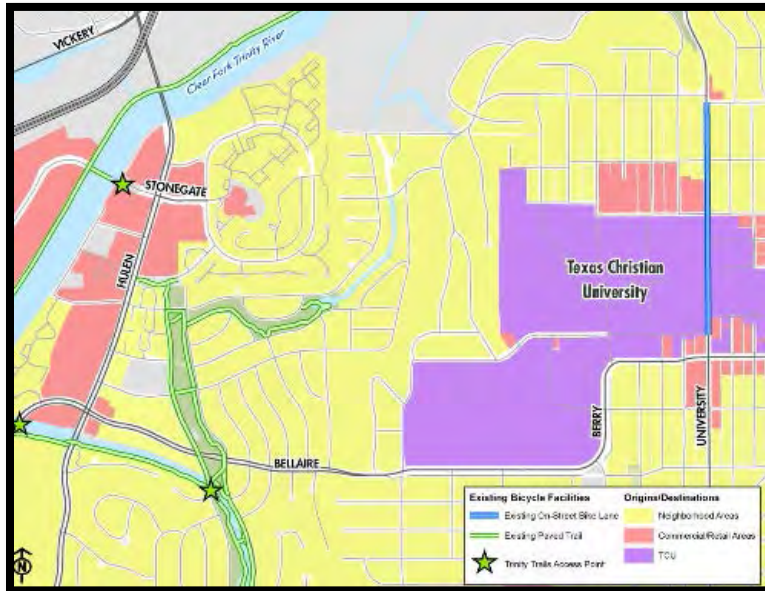 VICKERY
Clear Fork Trinity River
STONEGATE
HULEN
Texas Christian
University
BERRY
UNIVERSITY
BELLAIRE
Existing Bicycle Facilities
Existing On-Street Bike Lane
Existing Paved Trail
Trinity Trails Access Point
Origins/Destinations
Neighborhood Areas
Commercial/Retail Areas
TCU
N